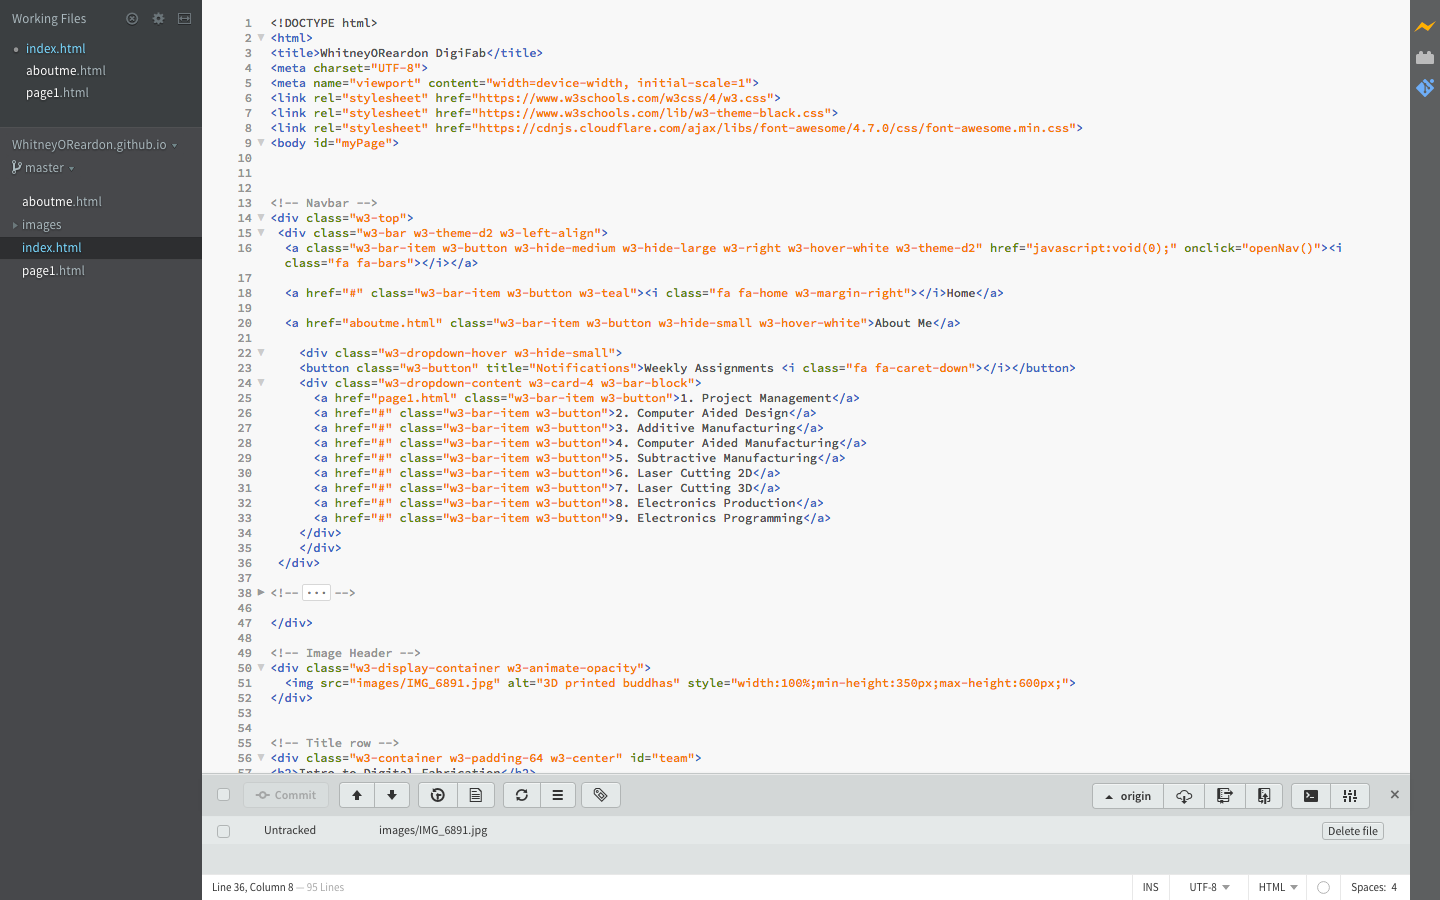 Working Files
index.html
aboutme.html
page1.html
WhitneyOReardon.github.io
master
aboutme.html
images
index.html
page1.html
1 <!DOCTYPE html>
2 <html>
3 <title>WhitneyOReardon DigiFab</title>
4 <meta charset="UTF-8">
5 <meta name="viewport" content="width=device-width, initial-scale=1">
6 <link rel="stylesheet" href="https://www.w3schools.com/w3css/4/w3.css">
7 <link rel="stylesheet" href="https://www.w3schools.com/lib/w3-theme-black.css">
8 <link rel="stylesheet" href="https://cdnjs.cloudflare.com/ajax/libs/font-awesome/4.7.0/css/font-awesome.min.css">
9 <body id="myPage">
10
11
12
13 <!-- Navbar -->
14 <div class="w3-top">
15 <div class="w3-bar w3-theme-d2 w3-left-align">
16 <a class="w3-bar-item w3-button w3-hide-medium w3-hide-large w3-right w3-hover-white w3-theme-d2" href="javascript:void(0);" onclick="openNav()"><i
class="fa fa-bars"></i></a>
17
18 <a href="#" class="w3-bar-item w3-button w3-teal"><i class="fa fa-home w3-margin-right"></i>Home</a>
19
20 <a href="aboutme.html" class="w3-bar-item w3-button w3-hide-small w3-hover-white">About Me</a>
21
22 <div class="w3-dropdown-hover w3-hide-small">
23 <button class="w3-button" title="Notifications">Weekly Assignments <i class="fa fa-caret-down"></i></button>
24 <div class="w3-dropdown-content w3-card-4 w3-bar-block">
25 <a href="page1.html" class="w3-bar-item w3-button">1. Project Management</a>
26 <a href="#" class="w3-bar-item w3-button">2. Computer Aided Design</a>
27 <a href="#" class="w3-bar-item w3-button">3. Additive Manufacturing</a>
28 <a href="#" class="w3-bar-item w3-button">4. Computer Aided Manufacturing</a>
29 <a href="#" class="w3-bar-item w3-button">5. Subtractive Manufacturing</a>
30 <a href="#" class="w3-bar-item w3-button">6. Laser Cutting 2D</a>
31 <a href="#" class="w3-bar-item w3-button">7. Laser Cutting 3D</a>
32 <a href="#" class="w3-bar-item w3-button">8. Electronics Production</a>
33 <a href="#" class="w3-bar-item w3-button">9. Electronics Programming</a>
34 </div>
35 </div>
36 </div>
37
38 <!-- ... -->
46
47 </div>
48
49 <!-- Image Header -->
50 <div class="w3-display-container w3-animate-opacity">
51 <img src="images/IMG_6891.jpg" alt="3D printed buddhas" style="width:100%;min-height:350px;max-height:600px;">
52 </div>
53
54
55 <!-- Title row -->
56 <div class="w3-container w3-padding-64 w3-center" id="team">
57 <h2>Intro to Digital Fabrication</h2>
Commit
origin
Untracked images/IMG_6891.jpg Delete file
Line 36, Column 8 — 95 Lines
INS UTF-8 HTML Spaces: 4